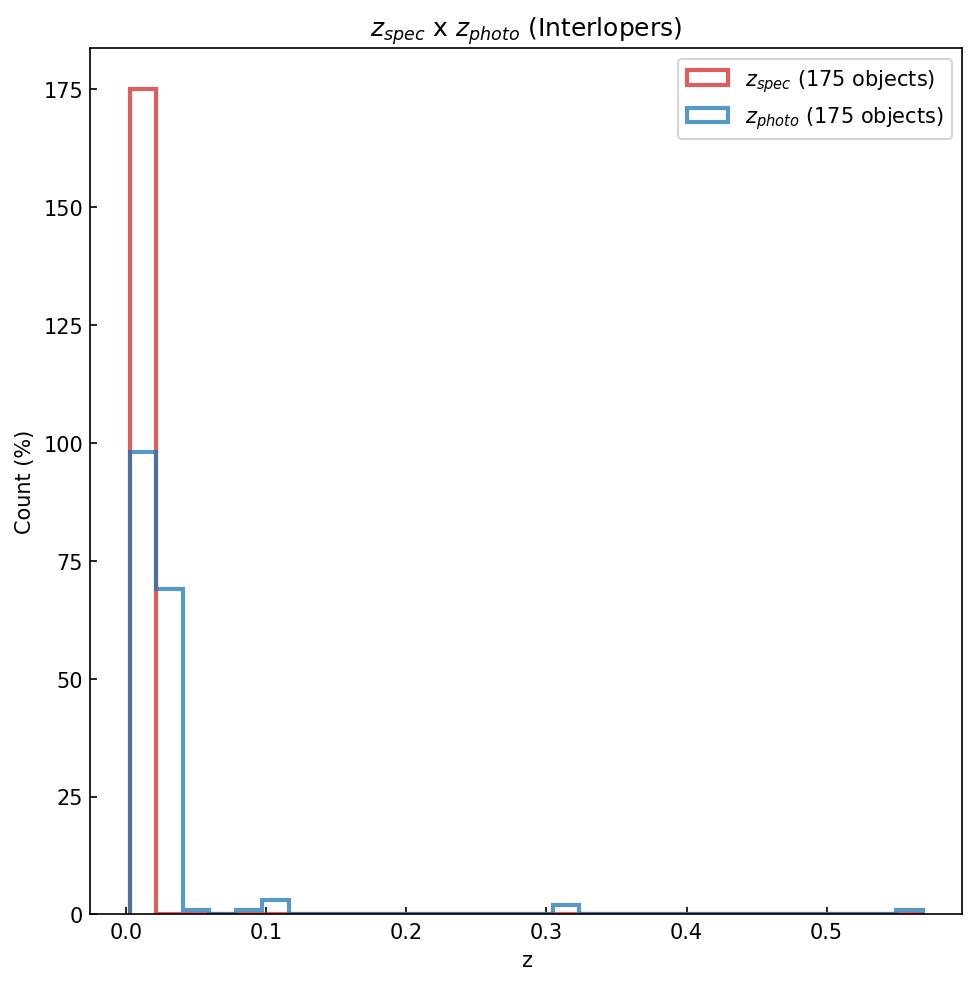 z_spec x z_photo (Interlopers)
z_spec (175 objects)
z_photo (175 objects)
Count (%)
175
150
125
100
75
50
25
0
0.0 0.1 0.2 0.3 0.4 0.5
z